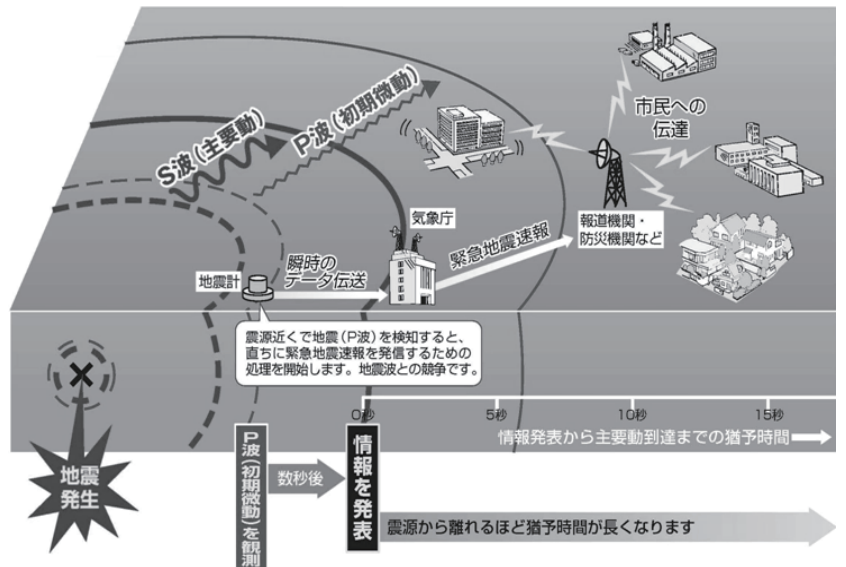 S波(主要動)
P波(初期微動)
市民への
伝達
気象庁
報道機関・
防災機関など
緊急地震速報
地震計
瞬時の
データ伝送
震源近くで地震(P波)を検知すると、
直ちに緊急地震速報を発信するための
処理を開始します。地震波との競争です。
0秒
5秒
10秒
15秒
情報発表から主要動到達までの猶予時間
地震
発生
P波(初期微動)を観測
数秒後
情報を発表
震源から離れるほど猶予時間が長くなります